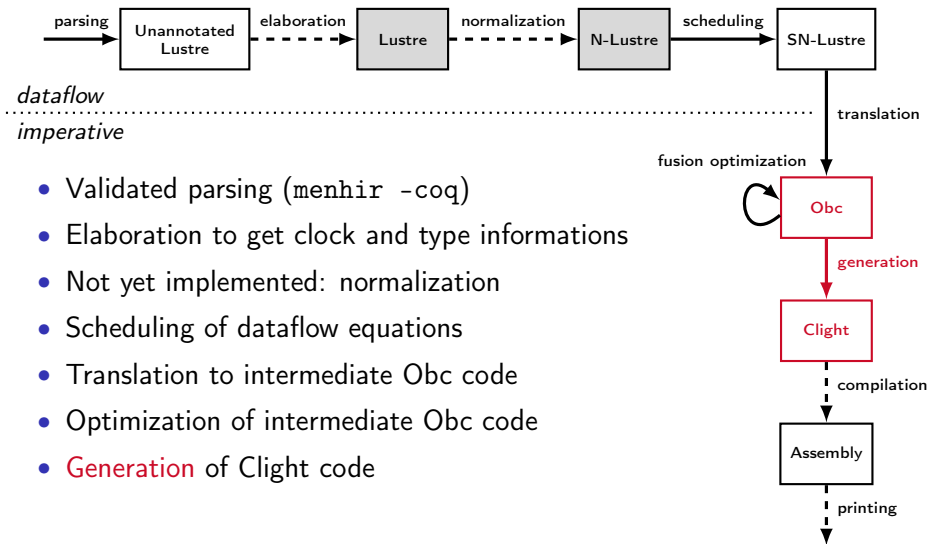 parsing
Unannotated
Lustre
elaboration
Lustre
normalization
N-Lustre
scheduling
SN-Lustre
dataflow
imperative
translation
fusion optimization
Obc
generation
Clight
compilation
Assembly
printing
• Validated parsing (menhir -coq)
• Elaboration to get clock and type informations
• Not yet implemented: normalization
• Scheduling of dataflow equations
• Translation to intermediate Obc code
• Optimization of intermediate Obc code
• Generation of Clight code